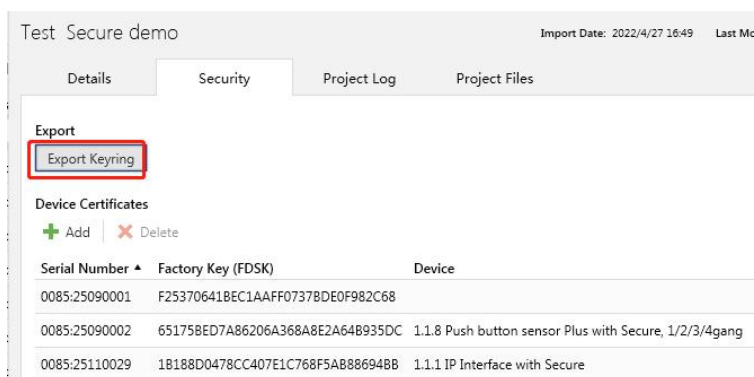 Test Secure demo Import Date: 2022/4/27 16:49 Last Mo
Details Security Project Log Project Files
Export
Export Keyring
Device Certificates
Add Delete
Serial Number Factory Key (FDSK) Device
0085:25090001 F25370641BEC1AAFF0737BDE0F982C68
0085:25090002 65175BED7A86206A368A8E2A64B935DC 1.1.8 Push button sensor Plus with Secure, 1/2/3/4gang
0085:25110029 1B188D0478CC407E1C768F5AB88694BB 1.1.1 IP Interface with Secure